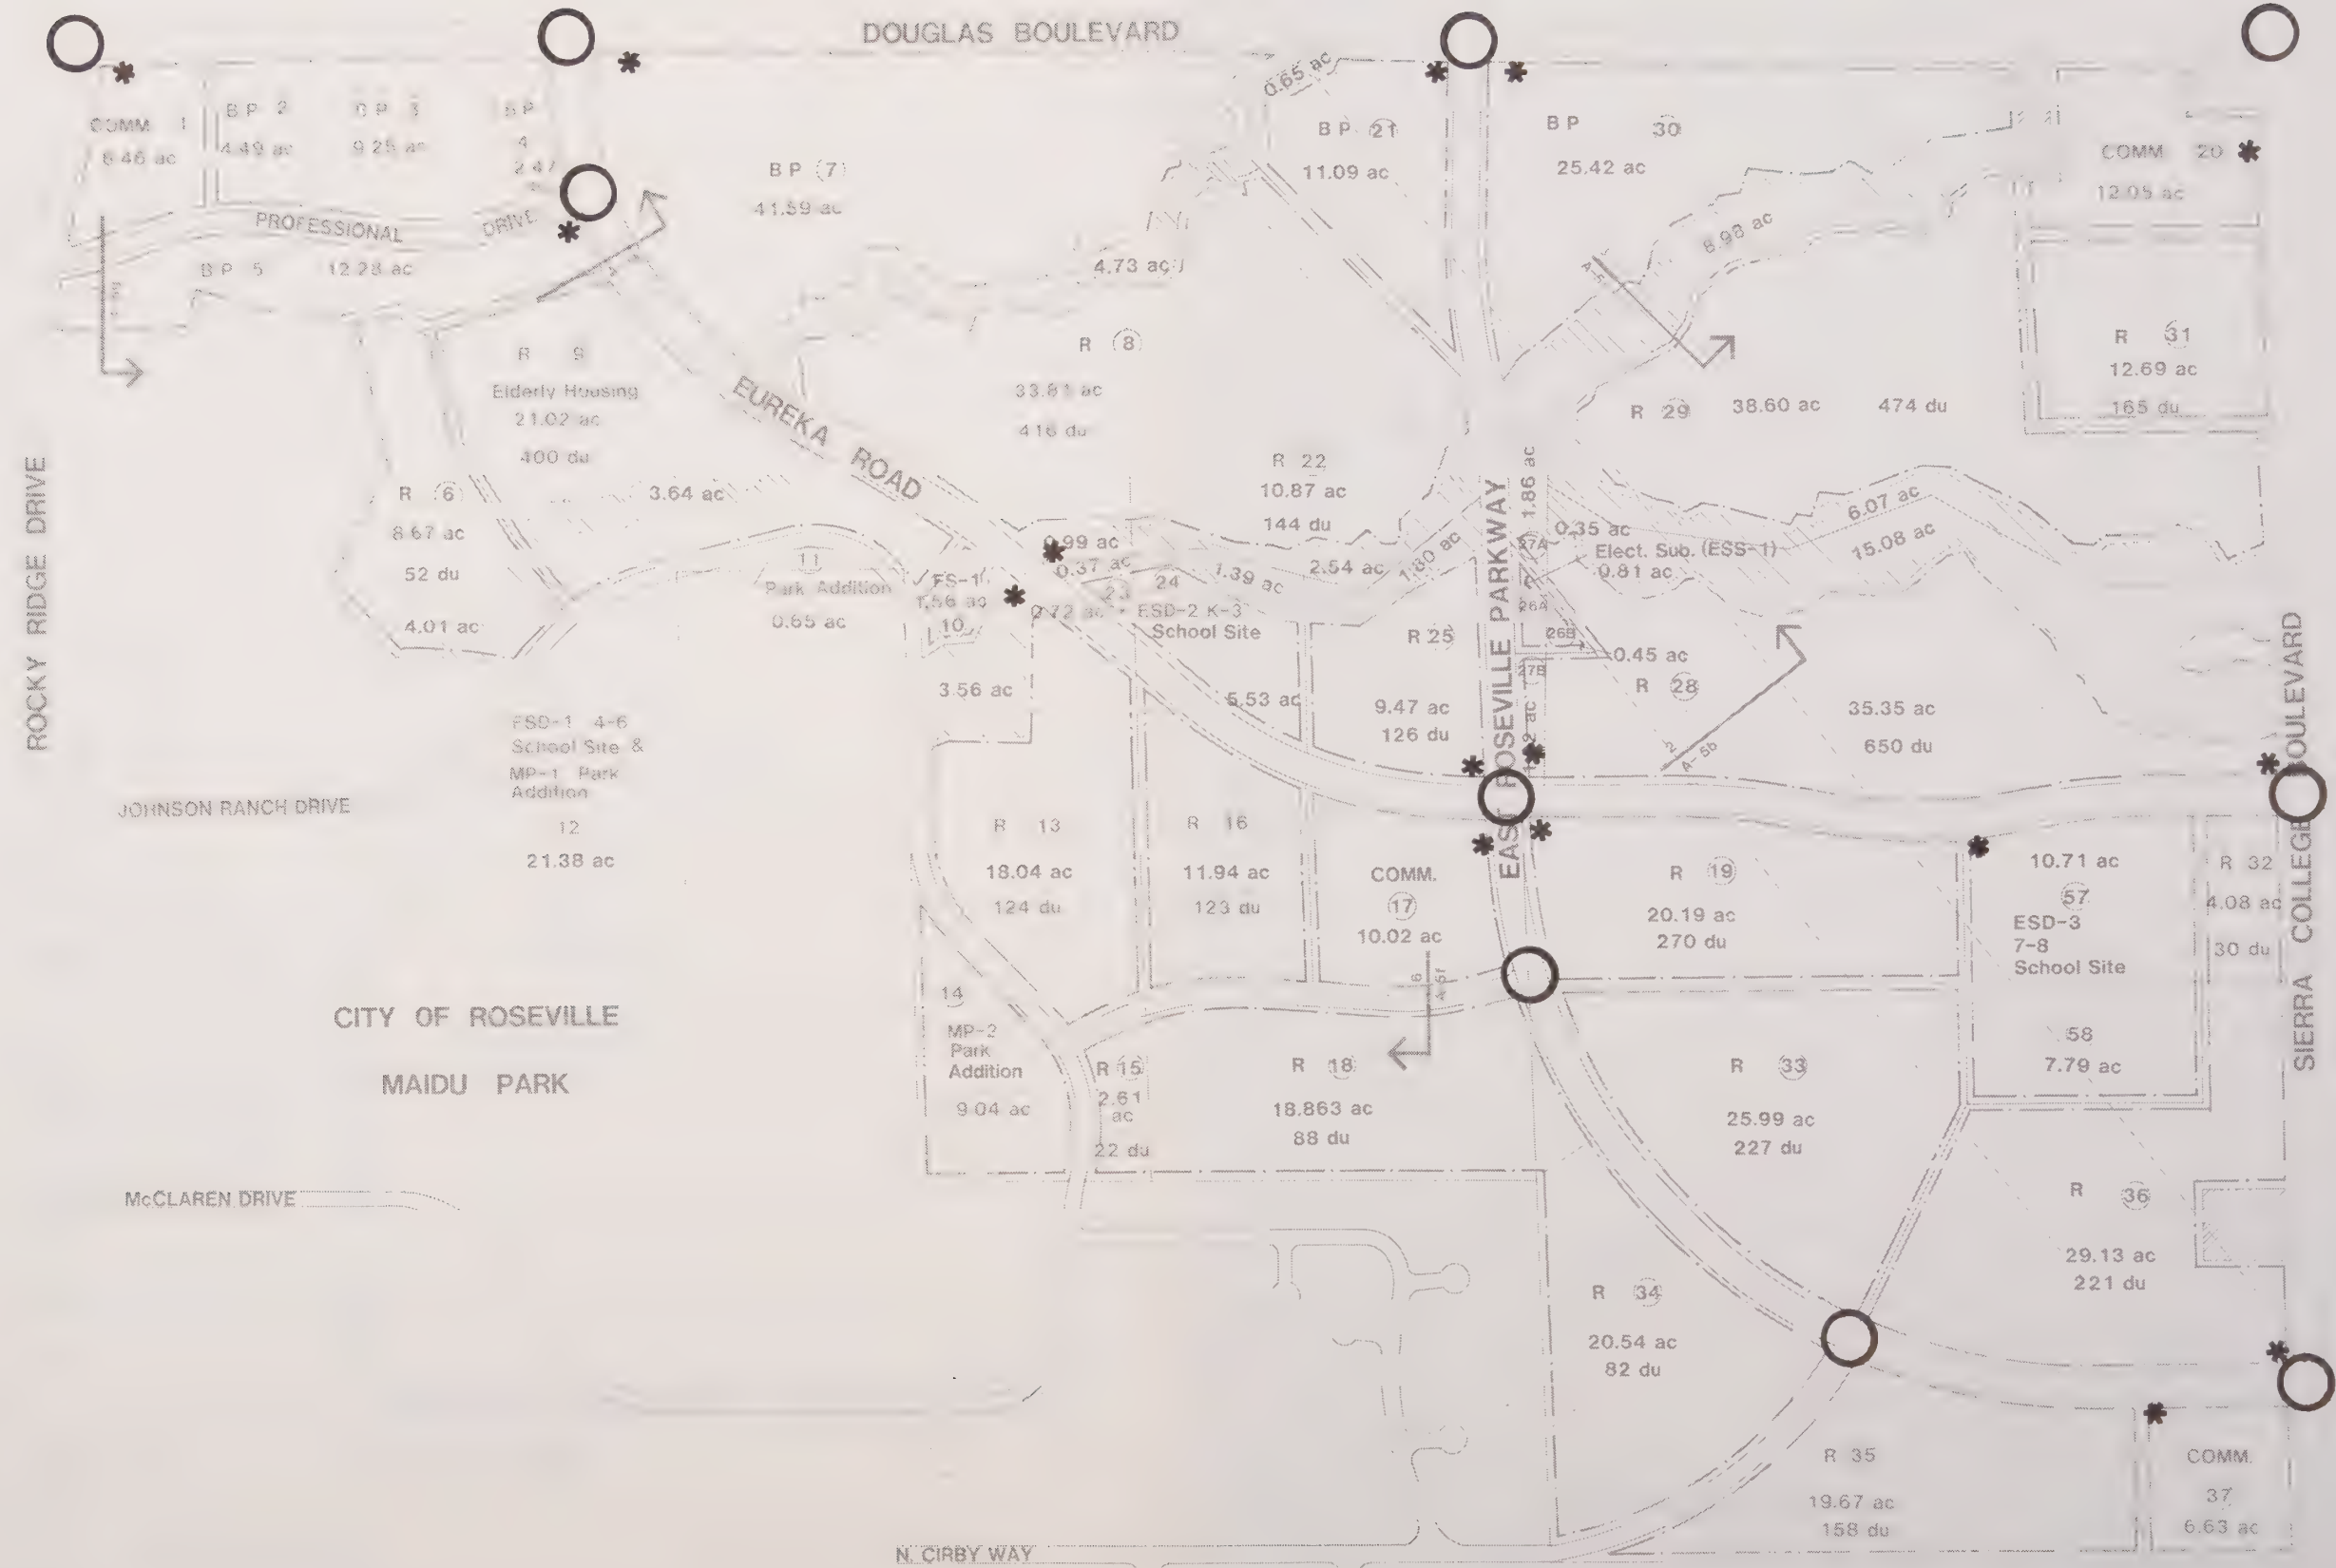 DOUGLAS BOULEVARD
COMM 1
6.46 ac
B P 2
4.49 ac
B P 3
9.25 ac
B P
4
2.47
PROFESSIONAL DRIVE
B P 5 12.28 ac
B P 7
41.59 ac
4.73 ac
0.65 ac
B P 21
11.09 ac
B P 30
25.42 ac
8.98 ac
COMM 20
12.05 ac
R 31
12.69 ac
165 du
R 9
Elderly Housing
21.02 ac
400 du
EUREKA ROAD
R 8
33.81 ac
416 du
R 29 38.60 ac 474 du
ROCKY RIDGE DRIVE
R 6
8.67 ac
52 du
4.01 ac
3.64 ac
R 22
10.87 ac
144 du
EAST ROSEVILLE PARKWAY
1.86 ac
0.35 ac
Elect. Sub. (ESS-1)
0.81 ac
6.07 ac
15.08 ac
11
Park Addition
0.65 ac
FS-1
1.56 ac
10
0.99 ac
0.37 ac
0.72 ac
23
24
ESD-2 K-3
School Site
1.39 ac
2.54 ac
1.30 ac
27A
26A
26B
27B
0.45 ac
R 25
9.47 ac
126 du
R 28
35.35 ac
650 du
2
A-5b
3.56 ac
5.53 ac
ESD-1 4-6
School Site &
MP-1 Park
Addition
12
21.38 ac
JOHNSON RANCH DRIVE
R 13
18.04 ac
124 du
R 16
11.94 ac
123 du
COMM.
17
10.02 ac
6
A-5f
R 19
20.19 ac
270 du
10.71 ac
57
ESD-3
7-8
School Site
58
7.79 ac
R 32
4.08 ac
30 du
SIERRA COLLEGE BOULEVARD
CITY OF ROSEVILLE
MAIDU PARK
14
MP-2
Park
Addition
9.04 ac
R 15
2.61
ac
22 du
R 18
18.863 ac
88 du
R 33
25.99 ac
227 du
McCLAREN DRIVE
R 36
29.13 ac
221 du
R 34
20.54 ac
82 du
R 35
19.67 ac
158 du
COMM.
37
6.63 ac
N. CIRBY WAY